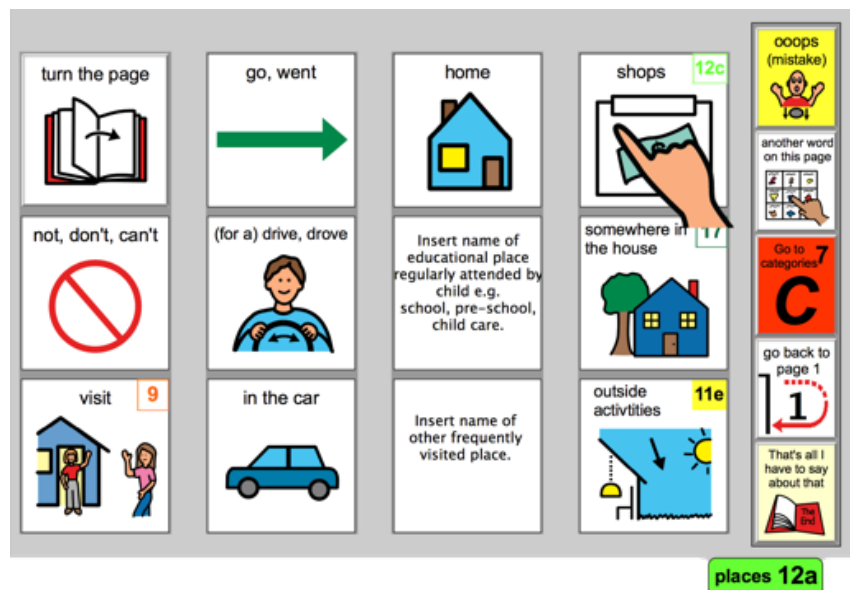 turn the page
go, went
home
shops
12c
not, don't, can't
(for a) drive, drove
Insert name of
educational place
regularly attended by
child e.g.
school, pre-school,
child care.
somewhere in
the house
17
visit
9
in the car
Insert name of
other frequently
visited place.
outside
activtities
11e
ooops
(mistake)
another word
on this page
Go to
categories
7
C
go back to
page 1
1
That's all I
have to say
about that
The
End
places 12a